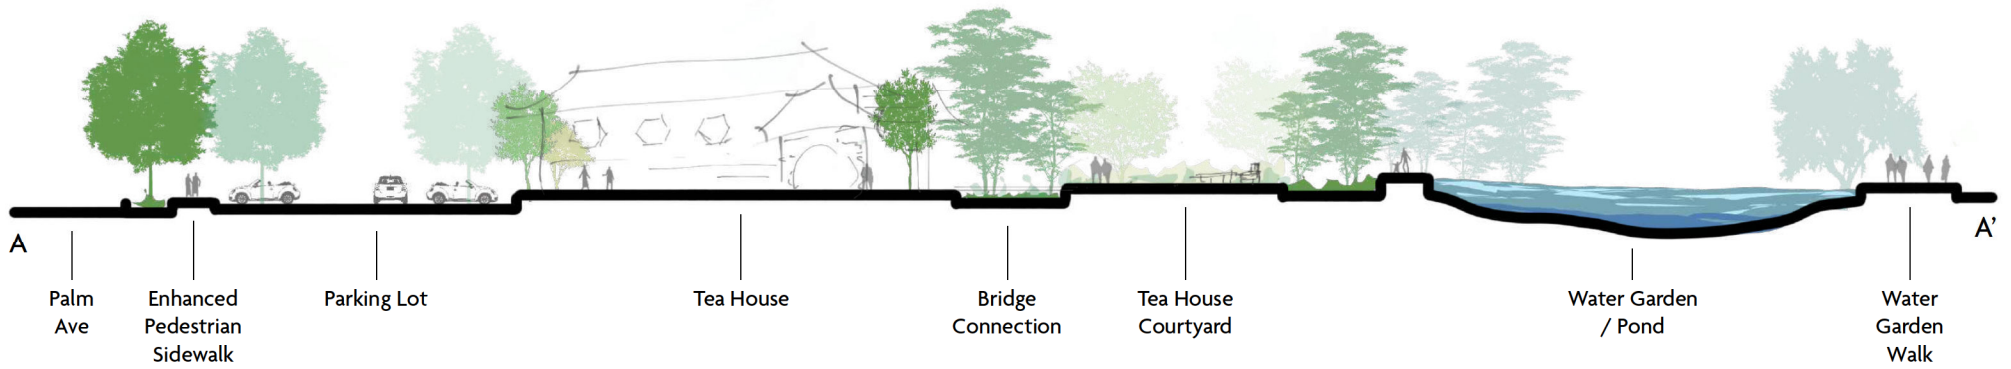 A
A’
Palm
Ave
Enhanced
Pedestrian
Sidewalk
Parking Lot
Tea House
Bridge
Connection
Tea House
Courtyard
Water Garden
/ Pond
Water
Garden
Walk